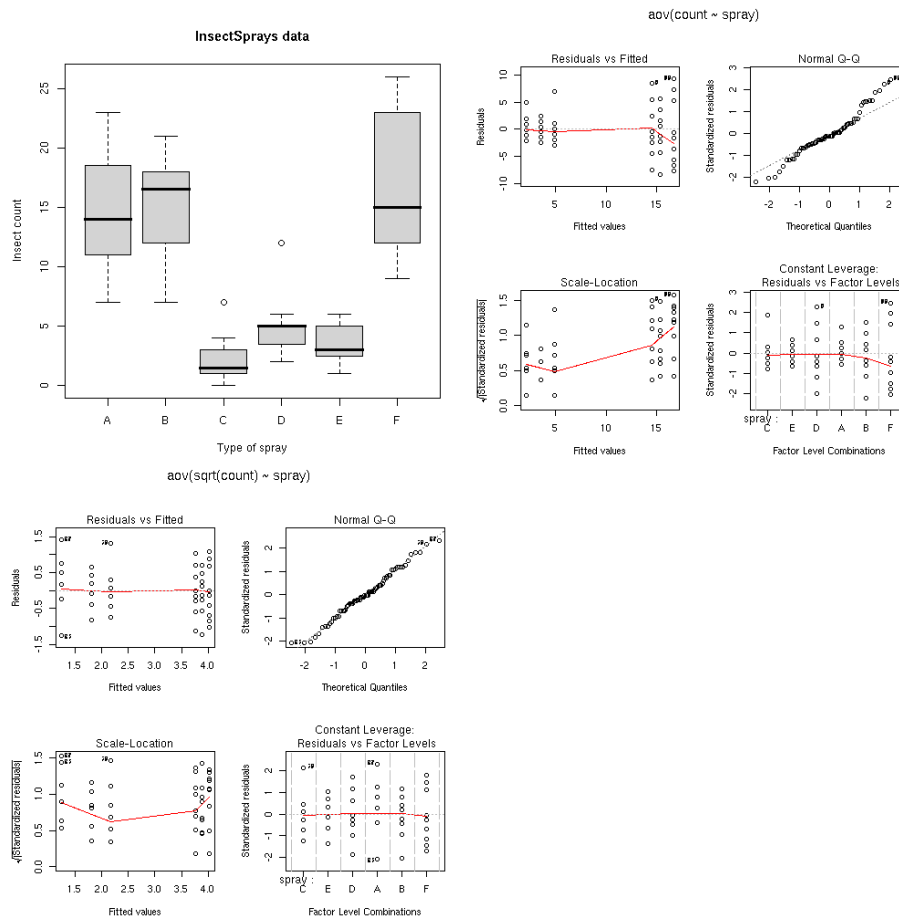 InsectSprays data
Insect count
0 5 10 15 20 25
A B C D E F
Type of spray
aov(count ~ spray)
Residuals vs Fitted
Residuals
-10 -5 0 5 10
5 10 15
Fitted values
Normal Q-Q
Standardized residuals
-2 -1 0 1 2 3
-2 -1 0 1 2
Theoretical Quantiles
Scale-Location
√|Standardized residuals|
0.0 0.5 1.0 1.5
5 10 15
Fitted values
Constant Leverage:
Residuals vs Factor Levels
Standardized residuals
-2 -1 0 1 2 3
spray :
C E D A B F
Factor Level Combinations
aov(sqrt(count) ~ spray)
Residuals vs Fitted
Residuals
-1.5 -0.5 0.5 1.5
1.5 2.0 2.5 3.0 3.5 4.0
Fitted values
Normal Q-Q
Standardized residuals
-2 -1 0 1 2
-2 -1 0 1 2
Theoretical Quantiles
Scale-Location
√|Standardized residuals|
0.0 0.5 1.0 1.5
1.5 2.0 2.5 3.0 3.5 4.0
Fitted values
Constant Leverage:
Residuals vs Factor Levels
Standardized residuals
-2 -1 0 1 2
spray :
C E D A B F
Factor Level Combinations